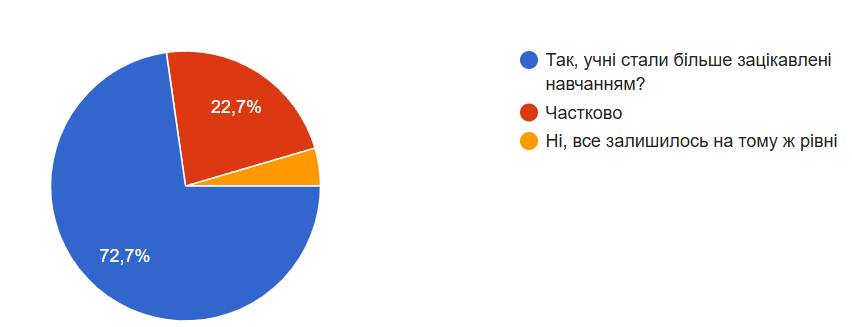 Так, учні стали більше зацікавлені
навчанням?
22,7%
Частково
Ні, все залишилось на тому ж рівні
72,7%